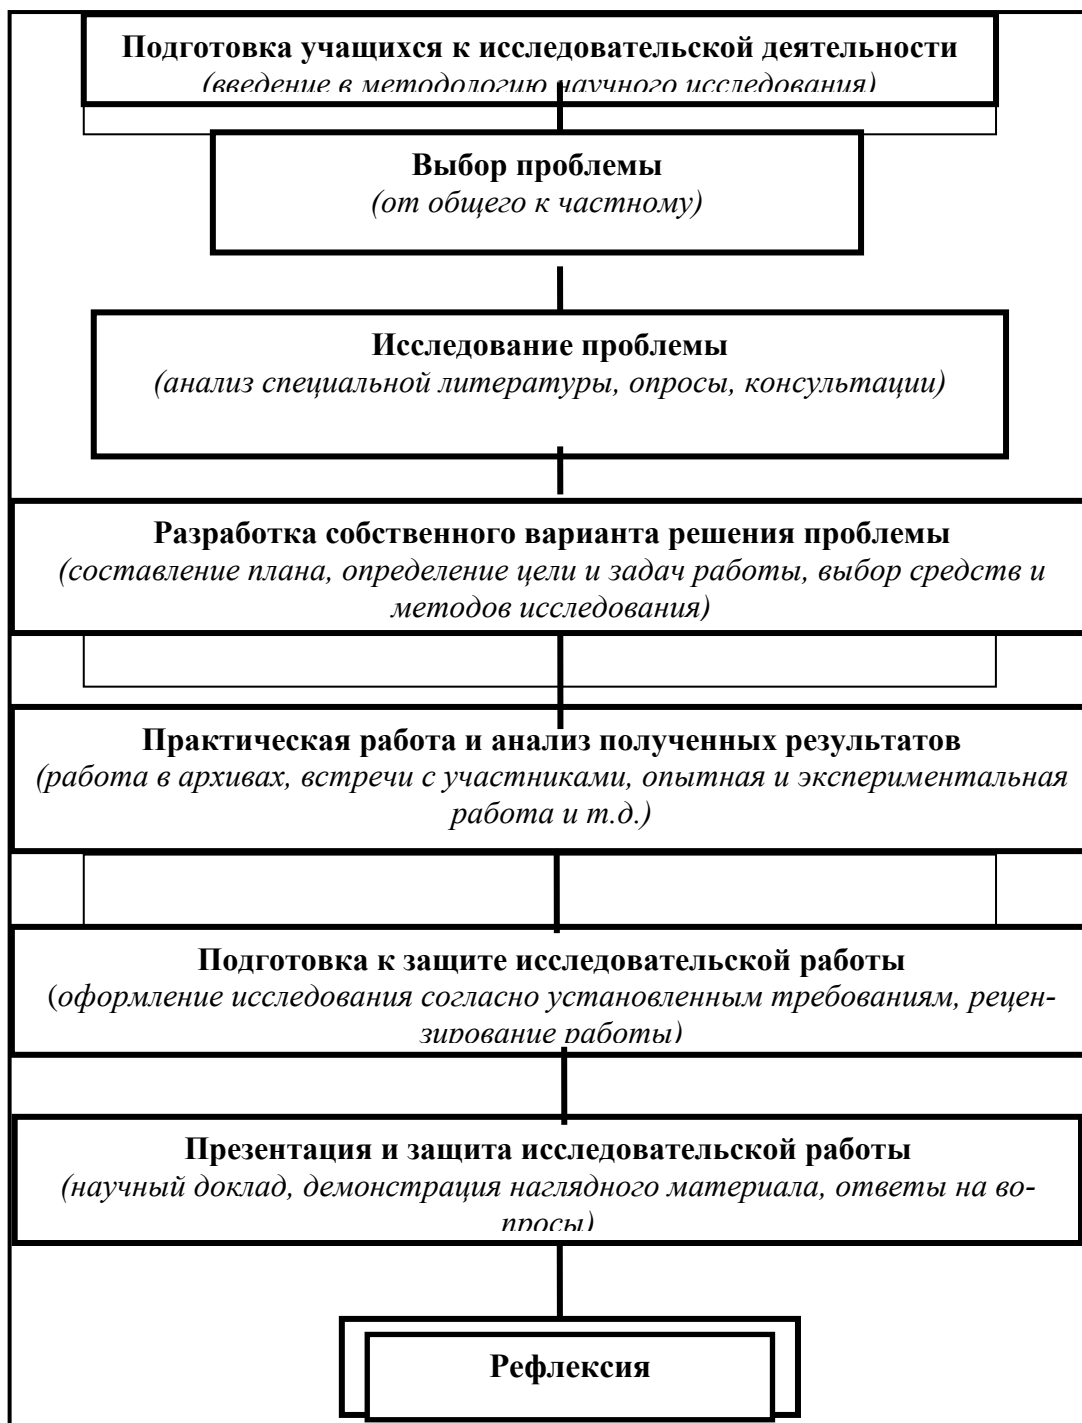 Подготовка учащихся к исследовательской деятельности
(введение в методологию научного исследования)
Выбор проблемы
(от общего к частному)
Исследование проблемы
(анализ специальной литературы, опросы, консультации)
Разработка собственного варианта решения проблемы
(составление плана, определение цели и задач работы, выбор средств и
методов исследования)
Практическая работа и анализ полученных результатов
(работа в архивах, встречи с участниками, опытная и экспериментальная
работа и т.д.)
Подготовка к защите исследовательской работы
(оформление исследования согласно установленным требованиям, рецен-
зирование работы)
Презентация и защита исследовательской работы
(научный доклад, демонстрация наглядного материала, ответы на во-
просы)
Рефлексия